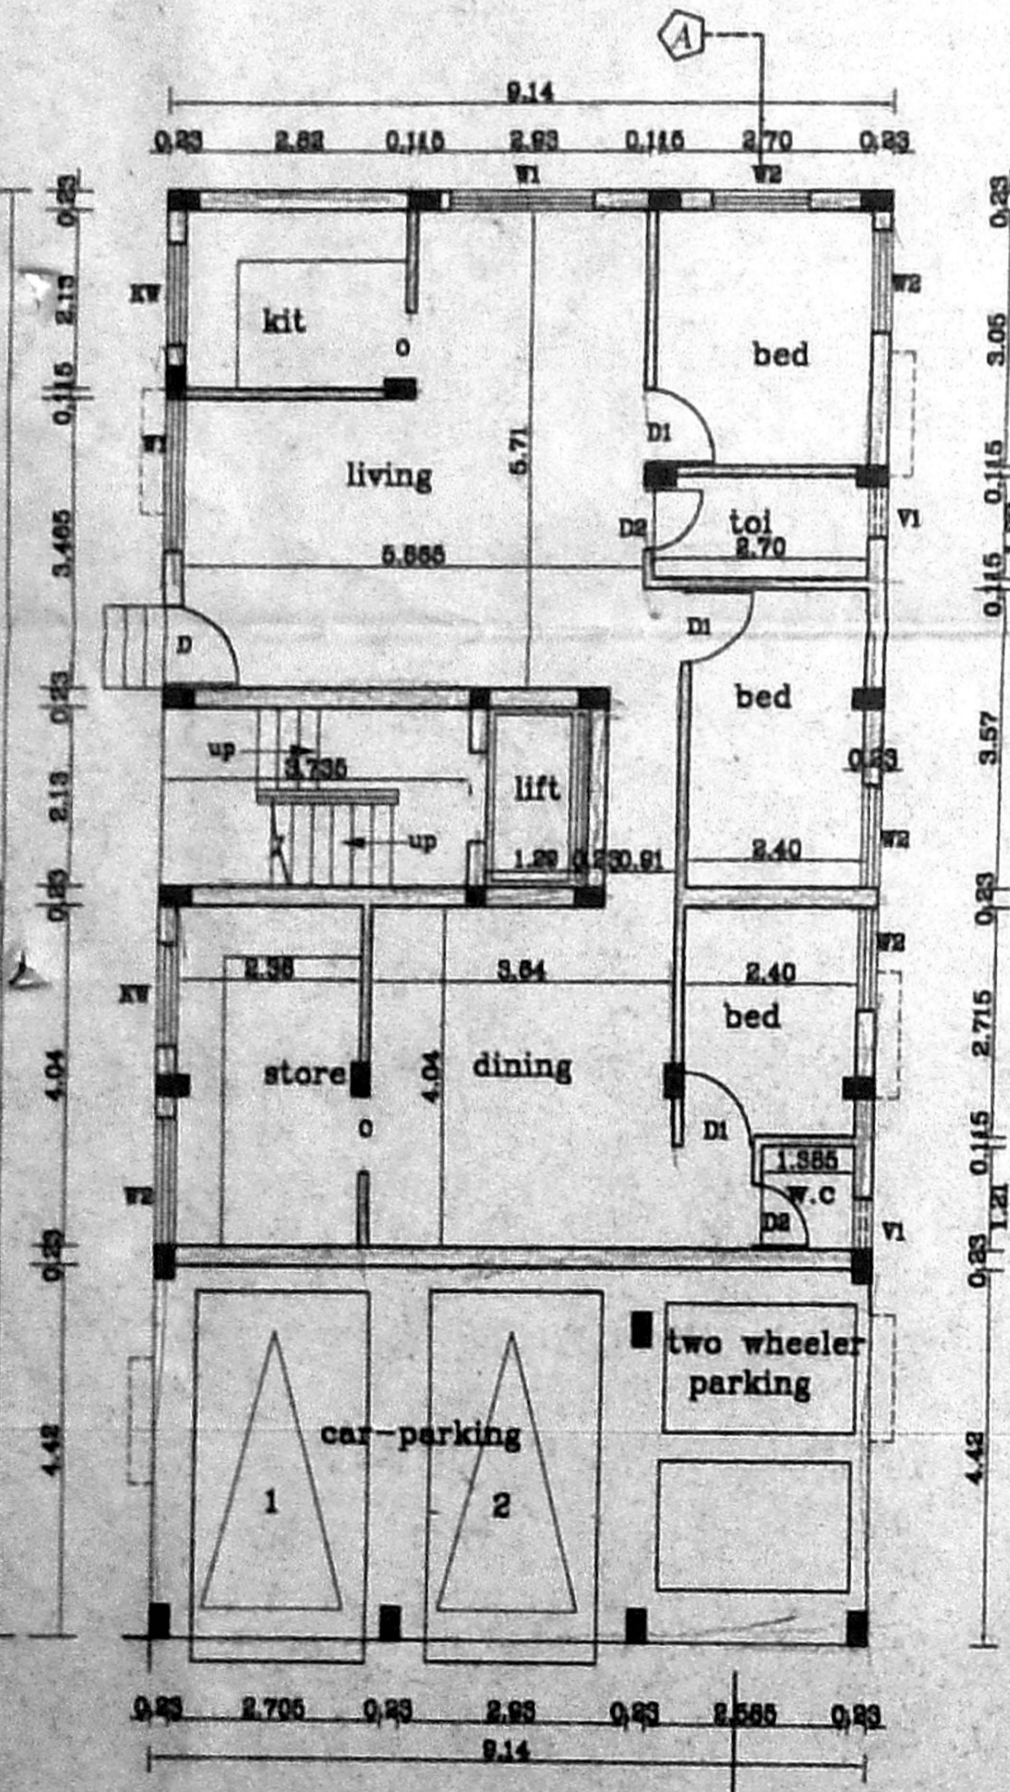 A
9.14
0.23 2.82 0.115 2.93 0.115 2.70 0.23
W1 W2
0.23
0.23
KW
2.13
kit
O
bed
W2
3.05
0.115
W1
living
5.71
D1
0.115
3.465
D2
toi
2.70
V1
5.665
0.115
D
D1
0.23
bed
up
3.735
lift
0.23
3.57
2.13
up
1.29 0.23 0.91
2.40
W2
0.23
0.23
2.36 3.64 2.40
W2
KW
bed
2.715
store
dining
4.04
4.04
O
D1
0.115
1.385
W2
W.C
D2
V1
1.21
0.23
0.23
two wheeler
parking
car-parking
4.42
4.42
1 2
0.23 2.705 0.23 2.93 0.23 2.585 0.23
9.14